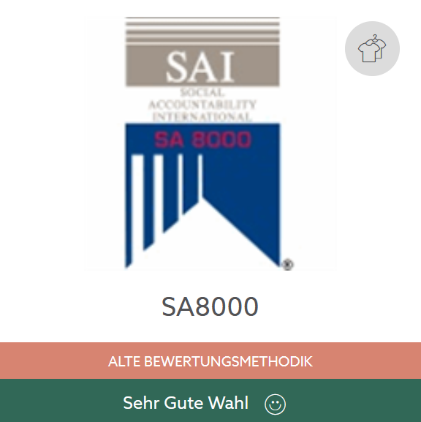 SAI
SOCIAL
ACCOUNTABILITY
INTERNATIONAL
SA 8000
®
SA8000
ALTE BEWERTUNGSMETHODIK
Sehr Gute Wahl